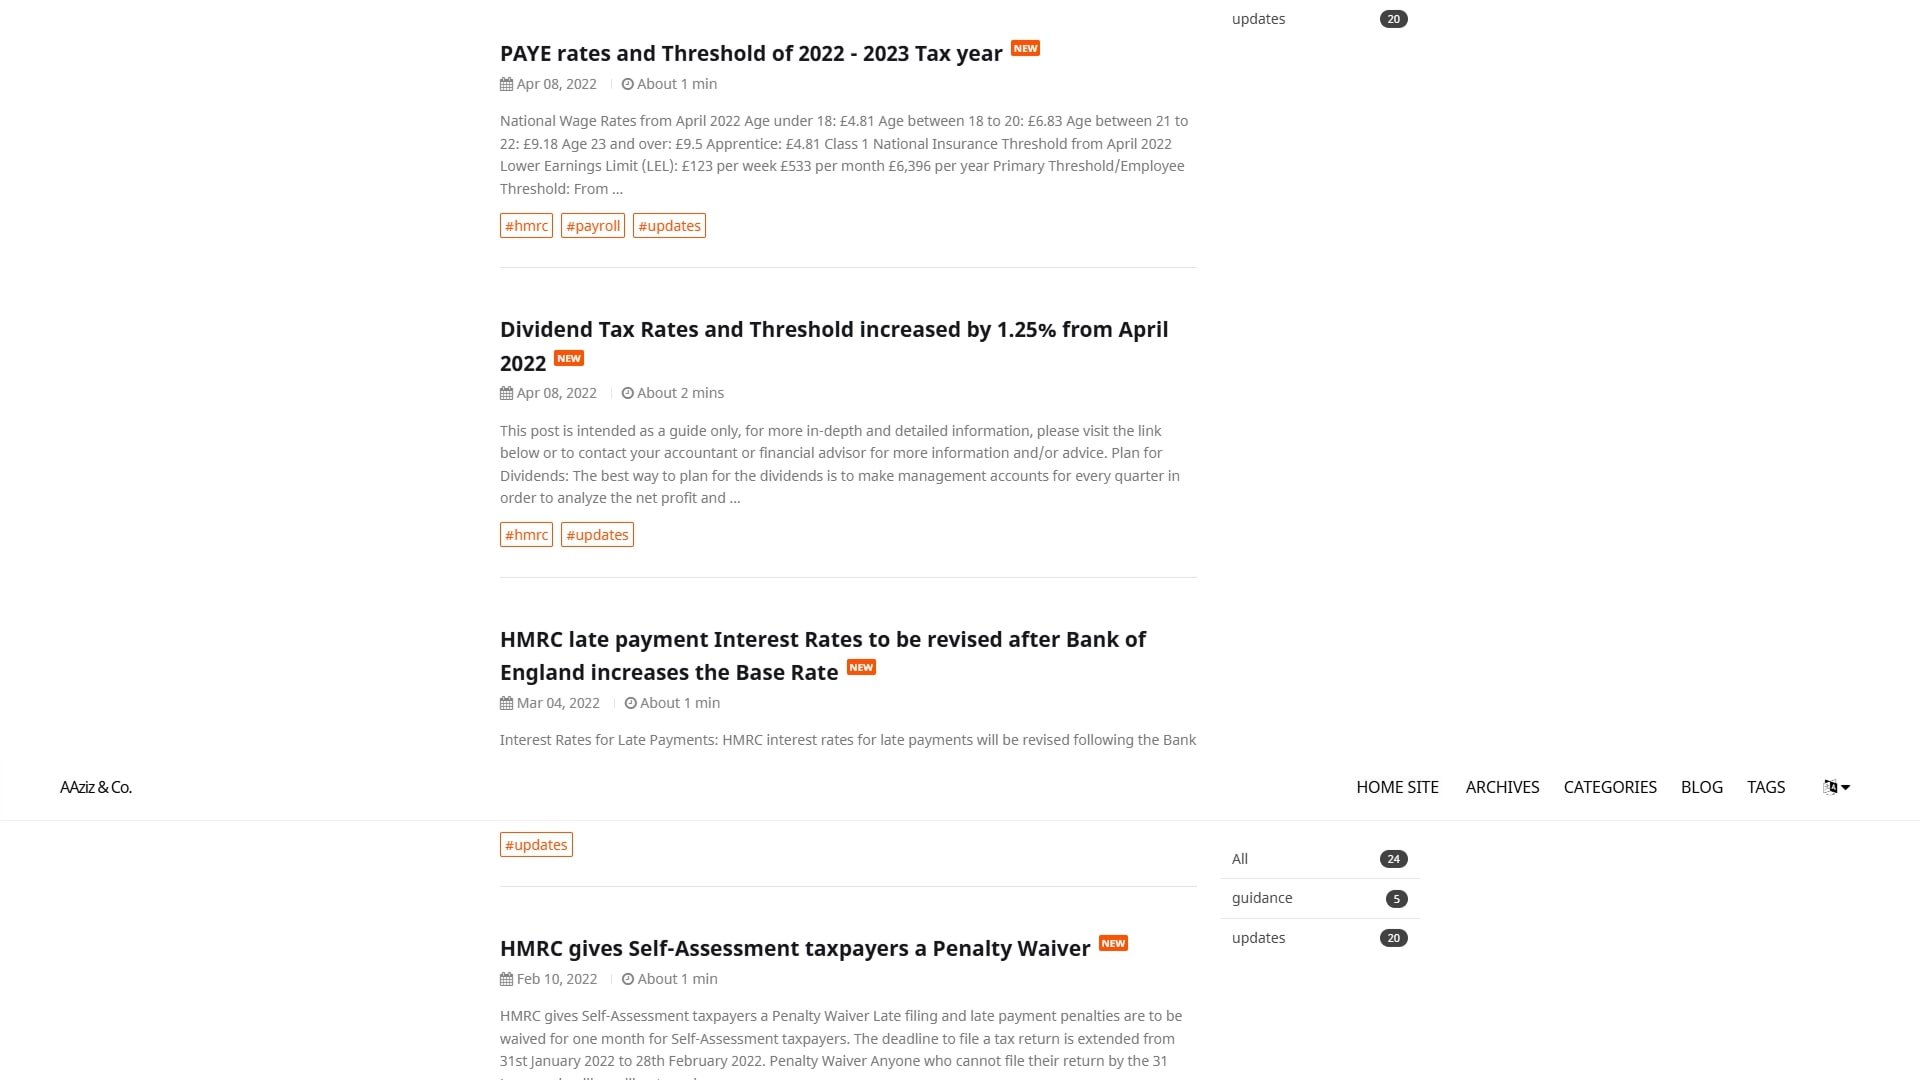 updates 20
PAYE rates and Threshold of 2022 - 2023 Tax year NEW
Apr 08, 2022 About 1 min
National Wage Rates from April 2022 Age under 18: £4.81 Age between 18 to 20: £6.83 Age between 21 to
22: £9.18 Age 23 and over: £9.5 Apprentice: £4.81 Class 1 National Insurance Threshold from April 2022
Lower Earnings Limit (LEL): £123 per week £533 per month £6,396 per year Primary Threshold/Employee
Threshold: From ...
#hmrc #payroll #updates
Dividend Tax Rates and Threshold increased by 1.25% from April
2022 NEW
Apr 08, 2022 About 2 mins
This post is intended as a guide only, for more in-depth and detailed information, please visit the link
below or to contact your accountant or financial advisor for more information and/or advice. Plan for
Dividends: The best way to plan for the dividends is to make management accounts for every quarter in
order to analyze the net profit and ...
#hmrc #updates
HMRC late payment Interest Rates to be revised after Bank of
England increases the Base Rate NEW
Mar 04, 2022 About 1 min
Interest Rates for Late Payments: HMRC interest rates for late payments will be revised following the Bank
AAziz & Co. HOME SITE ARCHIVES CATEGORIES BLOG TAGS
#updates
All 24
guidance 5
updates 20
HMRC gives Self-Assessment taxpayers a Penalty Waiver NEW
Feb 10, 2022 About 1 min
HMRC gives Self-Assessment taxpayers a Penalty Waiver Late filing and late payment penalties are to be
waived for one month for Self-Assessment taxpayers. The deadline to file a tax return is extended from
31st January 2022 to 28th February 2022. Penalty Waiver Anyone who cannot file their return by the 31